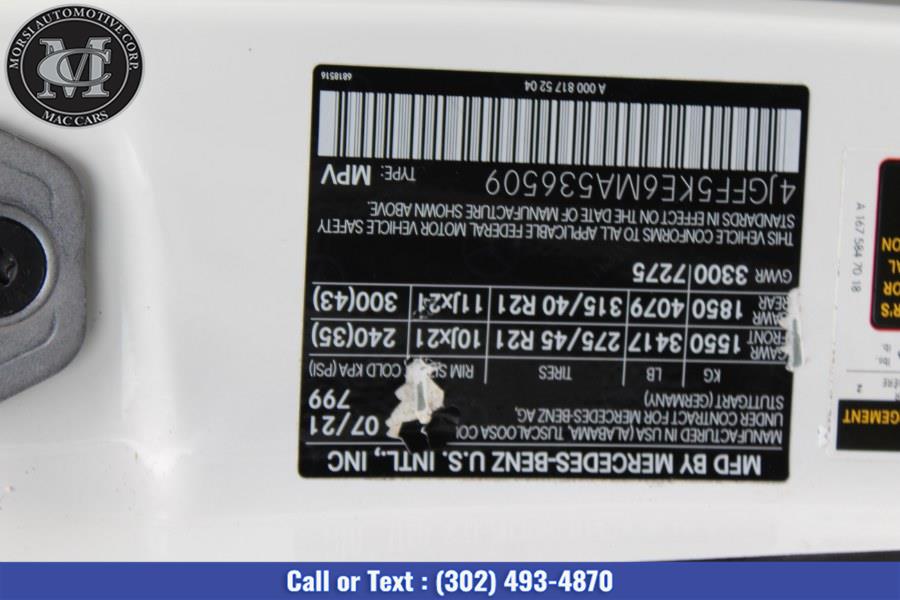 MORSI AUTOMOTIVE CORP.
MC
MAC CARS
MFD BY MERCEDES-BENZ U.S. INTL., INC
MANUFACTURED IN USA (ALABAMA, TUSCALOOSA
UNDER CONTRACT FOR MERCEDES-BENZ AG, 07/21
STUTTGART (GERMANY) 799
KG LB TIRES RIM COLD KPA (PSI)
GAWR FRONT 1550 3417 275/45 R21 10Jx21 240(35)
GAWR REAR 1850 4079 315/40 R21 11Jx21 300(43)
GWR 3300 7275
THIS VEHICLE CONFORMS TO ALL APPLICABLE FEDERAL MOTOR VEHICLE SAFETY
STANDARDS IN EFFECT ON THE DATE OF MANUFACTURE SHOWN ABOVE.
4JGFF5KE6MA536509 TYPE: MPV
A 000 817 52 04 6818516
A 167 584 70 18
Call or Text : (302) 493-4870